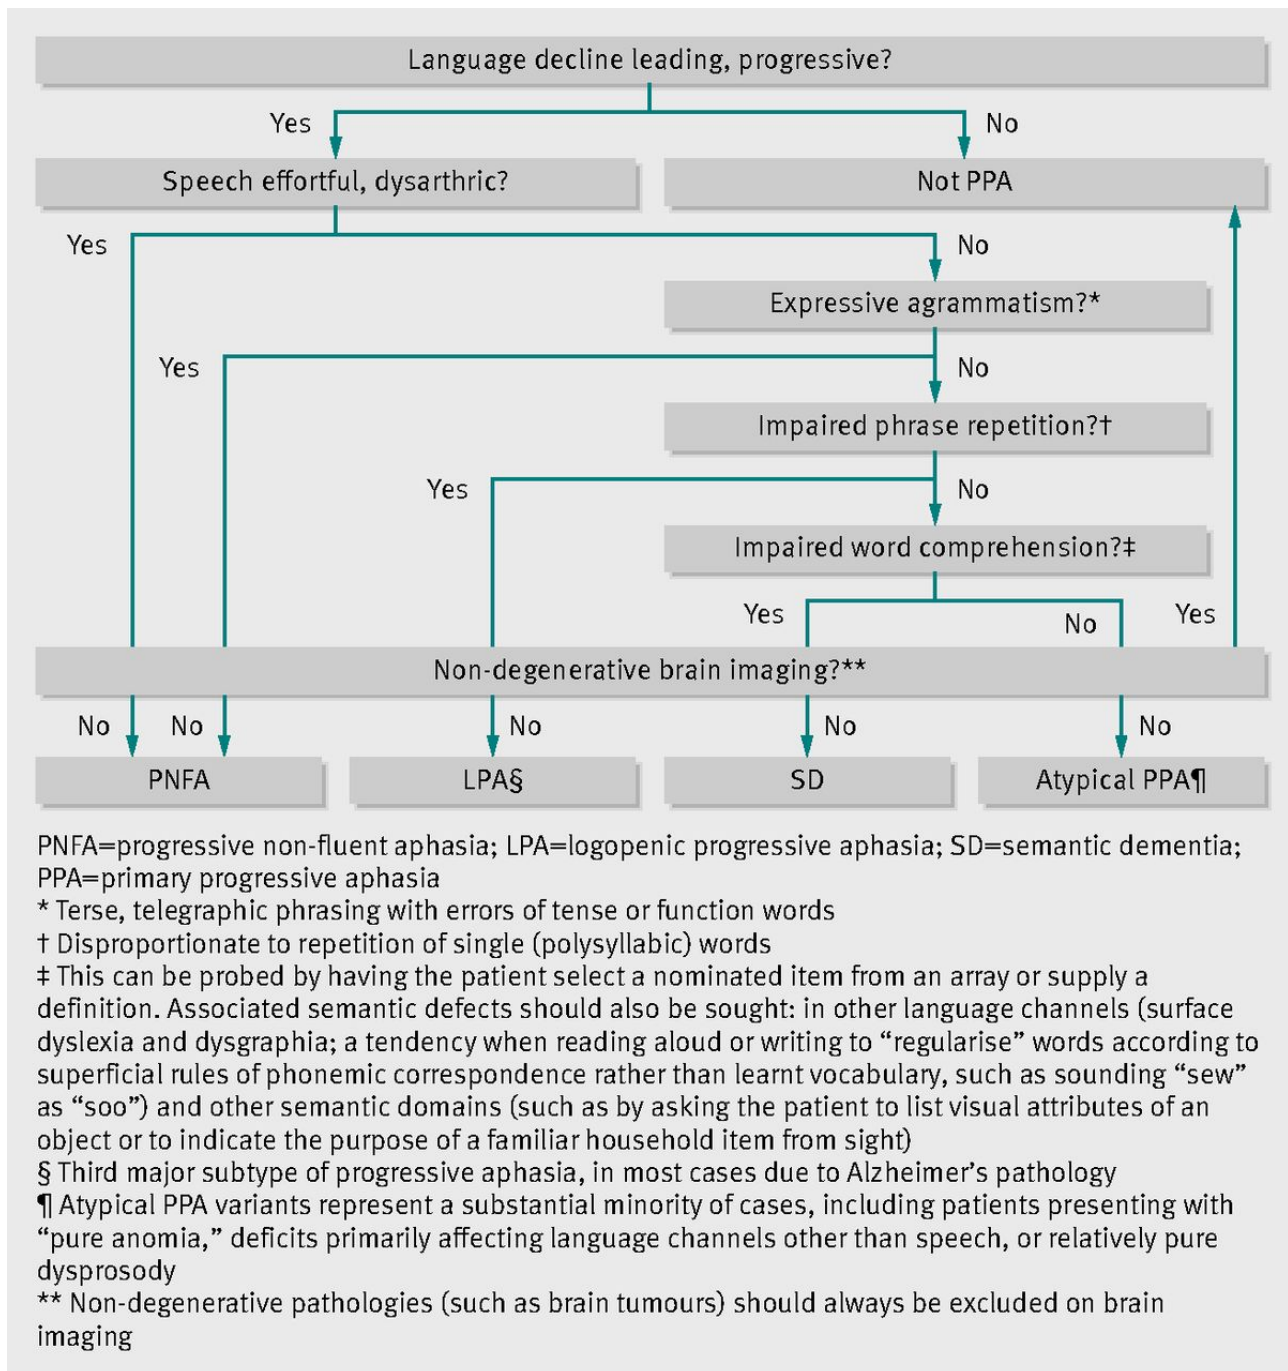 Language decline leading, progressive?
Yes
No
Speech effortful, dysarthric?
Not PPA
Yes
No
Expressive agrammatism?*
Yes
No
Impaired phrase repetition?†
Yes
No
Impaired word comprehension?‡
Yes
No
Yes
Non-degenerative brain imaging?**
No
No
No
No
No
PNFA
LPA§
SD
Atypical PPA¶
PNFA=progressive non-fluent aphasia; LPA=logopenic progressive aphasia; SD=semantic dementia;
PPA=primary progressive aphasia
* Terse, telegraphic phrasing with errors of tense or function words
† Disproportionate to repetition of single (polysyllabic) words
‡ This can be probed by having the patient select a nominated item from an array or supply a
definition. Associated semantic defects should also be sought: in other language channels (surface
dyslexia and dysgraphia; a tendency when reading aloud or writing to “regularise” words according to
superficial rules of phonemic correspondence rather than learnt vocabulary, such as sounding “sew”
as “soo”) and other semantic domains (such as by asking the patient to list visual attributes of an
object or to indicate the purpose of a familiar household item from sight)
§ Third major subtype of progressive aphasia, in most cases due to Alzheimer’s pathology
¶ Atypical PPA variants represent a substantial minority of cases, including patients presenting with
“pure anomia,” deficits primarily affecting language channels other than speech, or relatively pure
dysprosody
** Non-degenerative pathologies (such as brain tumours) should always be excluded on brain
imaging